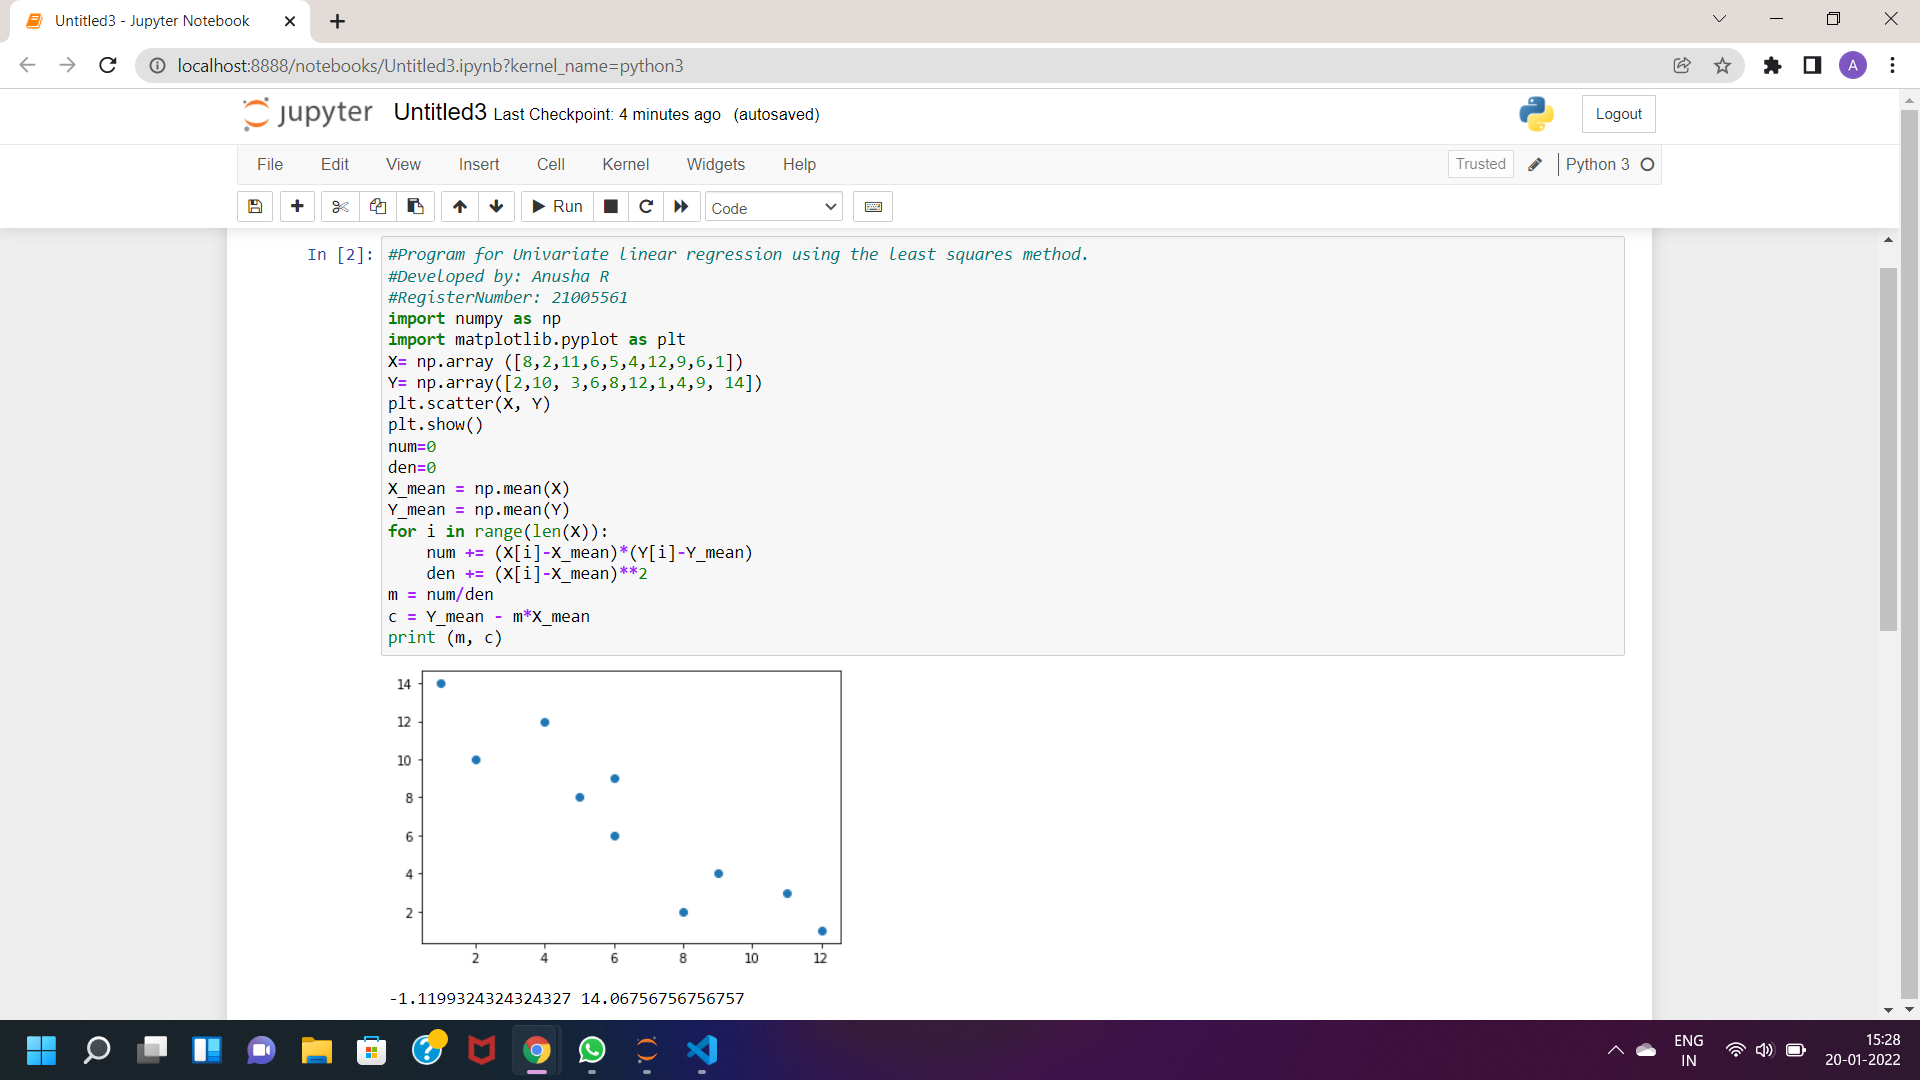 Untitled3 - Jupyter Notebook
localhost:8888/notebooks/Untitled3.ipynb?kernel_name=python3
A
jupyter Untitled3 Last Checkpoint: 4 minutes ago (autosaved)
Logout
File Edit View Insert Cell Kernel Widgets Help
Trusted
Python 3
Run
Code
In [2]:
#Program for Univariate linear regression using the least squares method.
#Developed by: Anusha R
#RegisterNumber: 21005561
import numpy as np
import matplotlib.pyplot as plt
X= np.array ([8,2,11,6,5,4,12,9,6,1])
Y= np.array([2,10, 3,6,8,12,1,4,9, 14])
plt.scatter(X, Y)
plt.show()
num=0
den=0
X_mean = np.mean(X)
Y_mean = np.mean(Y)
for i in range(len(X)):
    num += (X[i]-X_mean)*(Y[i]-Y_mean)
    den += (X[i]-X_mean)**2
m = num/den
c = Y_mean - m*X_mean
print (m, c)
14
12
10
8
6
4
2
2 4 6 8 10 12
-1.1199324324324327 14.06756756756757
ENG
IN
15:28
20-01-2022